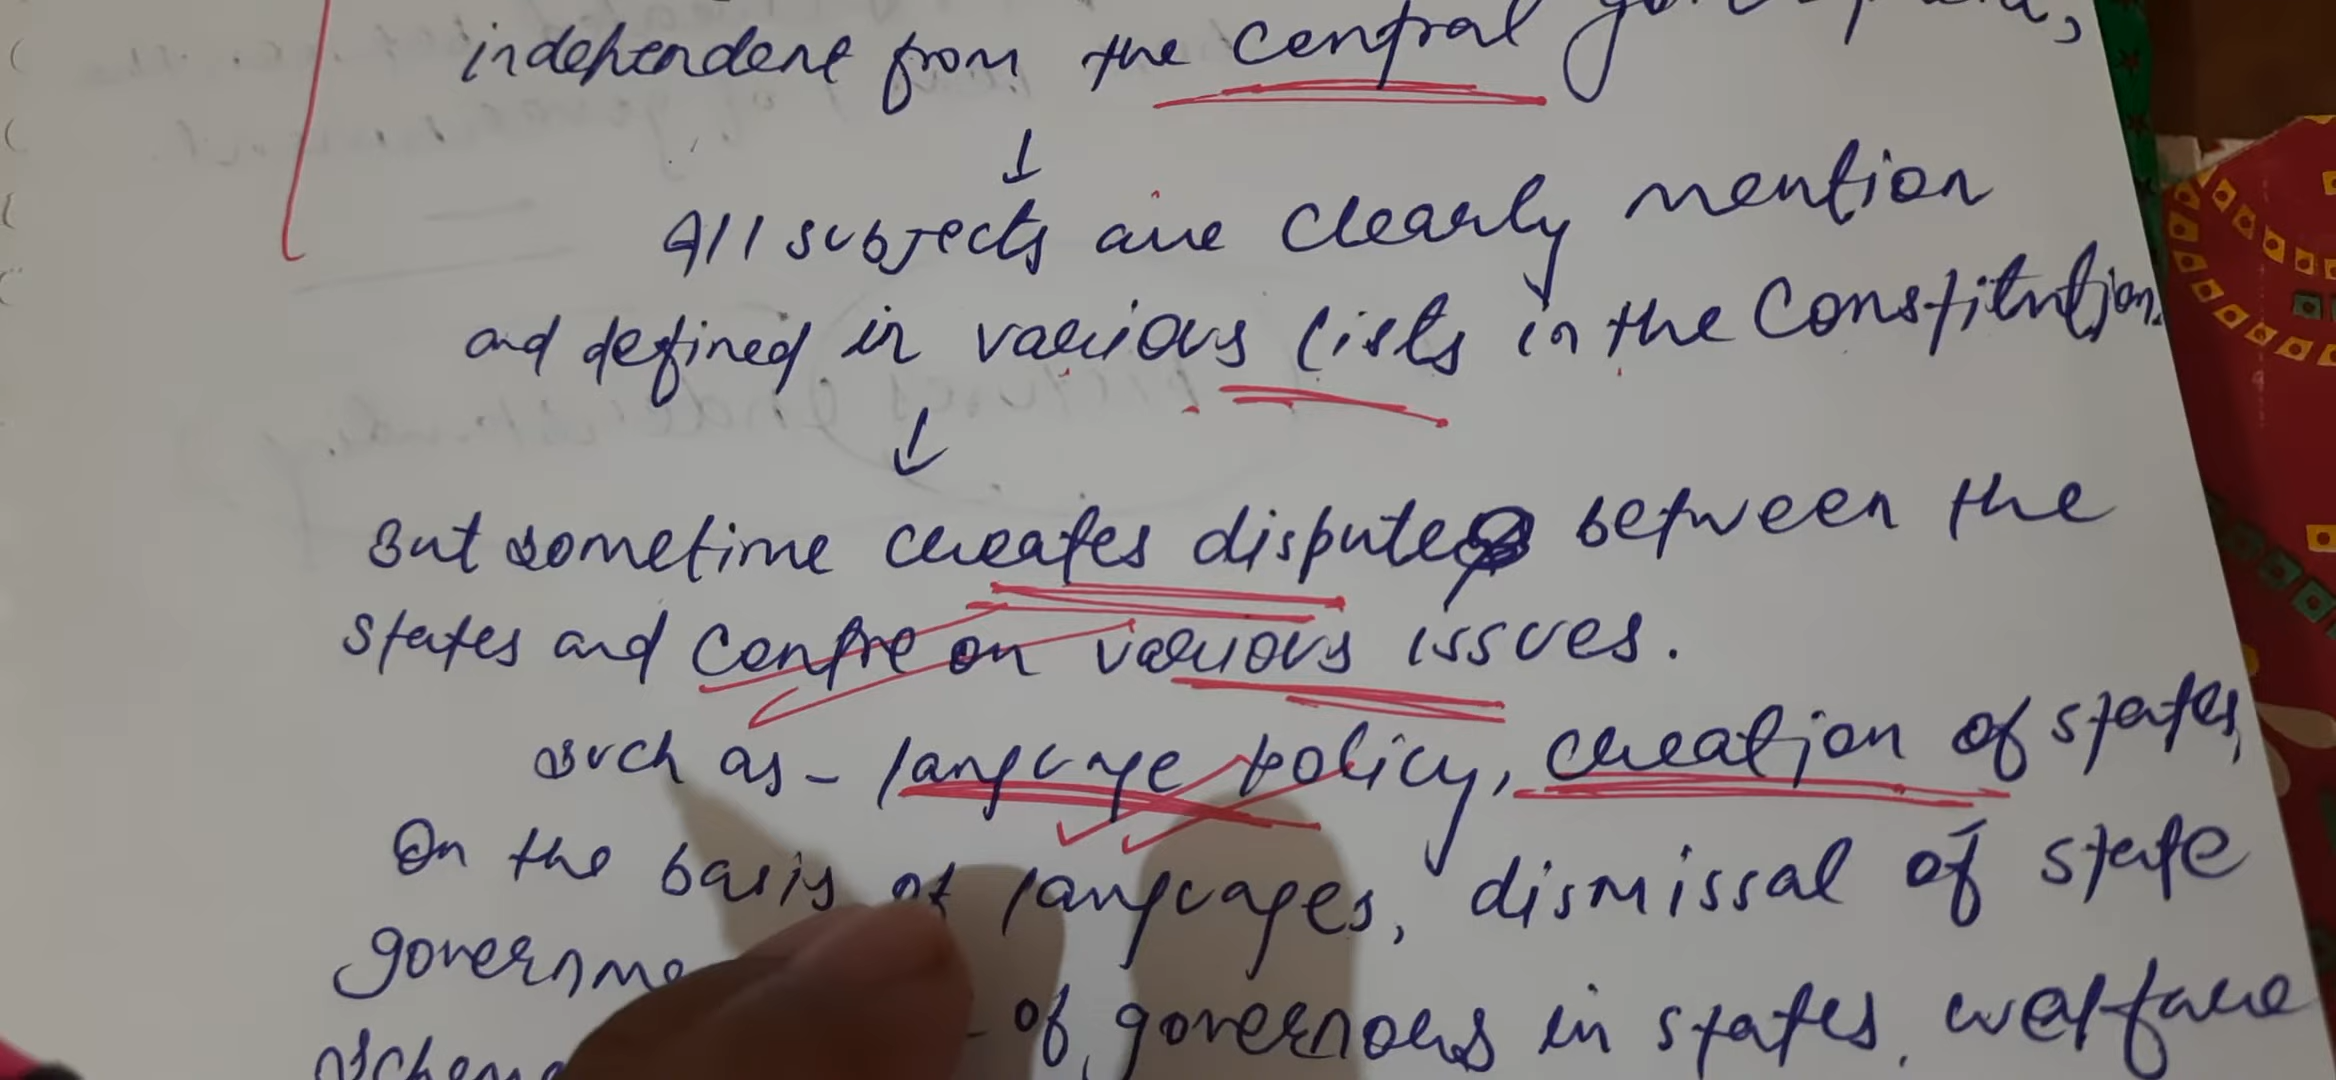 independent from the central
↓
All subjects are clearly mention
and defined in various lists in the Constitution.
↓
But sometime creates dispute between the
states and centre on various issues.
such as - language policy, creation of states,
On the basis of languages, dismissal of state
of governors in states, welfare